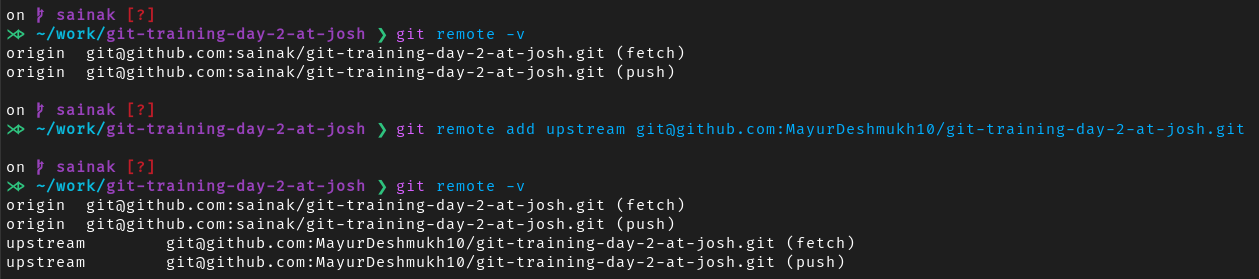 on  sainak [?]
~/work/git-training-day-2-at-josh ❯ git remote -v
origin  git@github.com:sainak/git-training-day-2-at-josh.git (fetch)
origin  git@github.com:sainak/git-training-day-2-at-josh.git (push)
on  sainak [?]
~/work/git-training-day-2-at-josh ❯ git remote add upstream git@github.com:MayurDeshmukh10/git-training-day-2-at-josh.git
on  sainak [?]
~/work/git-training-day-2-at-josh ❯ git remote -v
origin  git@github.com:sainak/git-training-day-2-at-josh.git (fetch)
origin  git@github.com:sainak/git-training-day-2-at-josh.git (push)
upstream        git@github.com:MayurDeshmukh10/git-training-day-2-at-josh.git (fetch)
upstream        git@github.com:MayurDeshmukh10/git-training-day-2-at-josh.git (push)